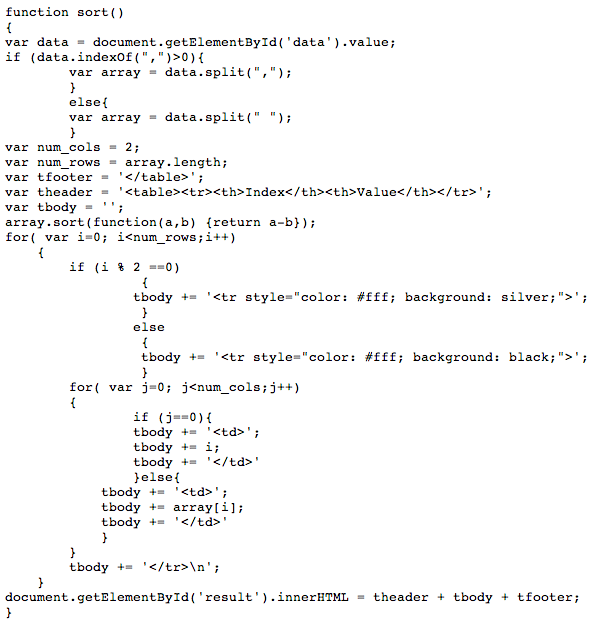 function sort()
{
var data = document.getElementById('data').value;
if (data.indexOf(",")>0){
        var array = data.split(",");
        }
        else{
        var array = data.split(" ");
        }
var num_cols = 2;
var num_rows = array.length;
var tfooter = '</table>';
var theader = '<table><tr><th>Index</th><th>Value</th></tr>';
var tbody = '';
array.sort(function(a,b) {return a-b});
for( var i=0; i<num_rows;i++)
    {
        if (i % 2 ==0)
                 {
                tbody += '<tr style="color: #fff; background: silver;">';
                 }
                else
                 {
                 tbody += '<tr style="color: #fff; background: black;">';
                 }
        for( var j=0; j<num_cols;j++)
        {
                if (j==0){
                tbody += '<td>';
                tbody += i;
                tbody += '</td>'
                }else{
            tbody += '<td>';
            tbody += array[i];
            tbody += '</td>'
            }
        }
        tbody += '</tr>\n';
    }
document.getElementById('result').innerHTML = theader + tbody + tfooter;
}